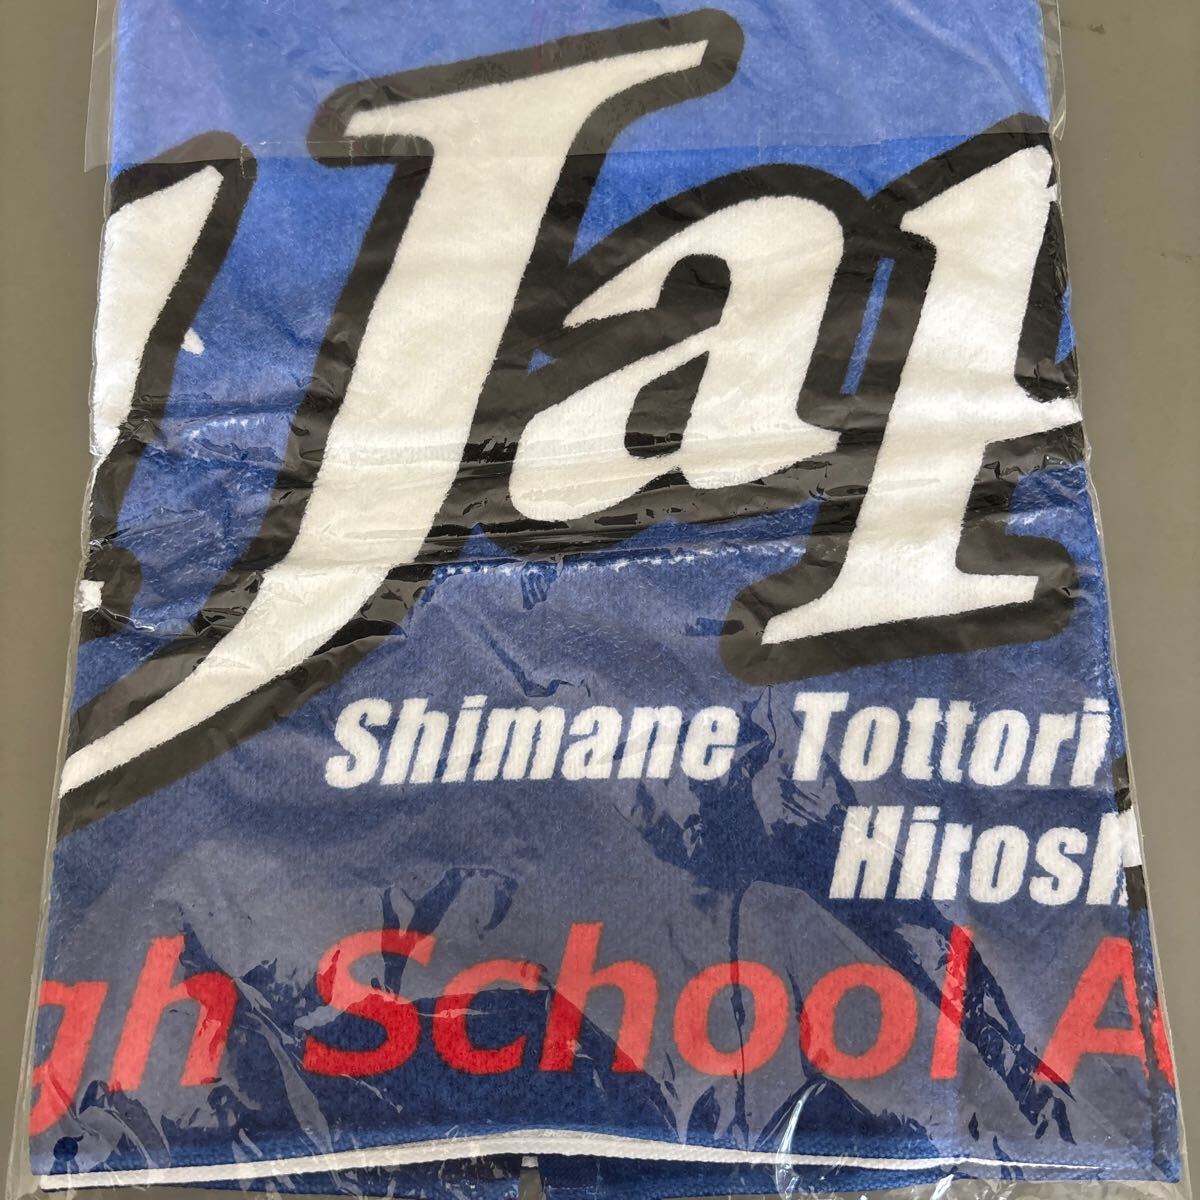 Jap
Shimane Tottori
Hirosh
gh School A